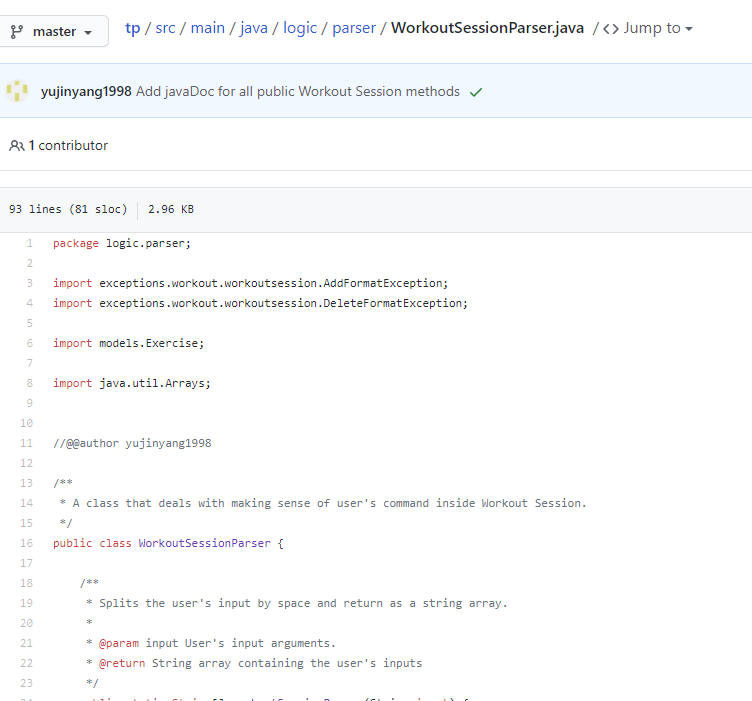 master tp / src / main / java / logic / parser / WorkoutSessionParser.java / <> Jump to
yujinyang1998 Add javaDoc for all public Workout Session methods
1 contributor
93 lines (81 sloc) 2.96 KB
1 package logic.parser;
2
3 import exceptions.workout.workoutsession.AddFormatException;
4 import exceptions.workout.workoutsession.DeleteFormatException;
5
6 import models.Exercise;
7
8 import java.util.Arrays;
9
10
11 //@@author yujinyang1998
12
13 /**
14 * A class that deals with making sense of user's command inside Workout Session.
15 */
16 public class WorkoutSessionParser {
17
18 /**
19 * Splits the user's input by space and return as a string array.
20 *
21 * @param input User's input arguments.
22 * @return String array containing the user's inputs
23 */